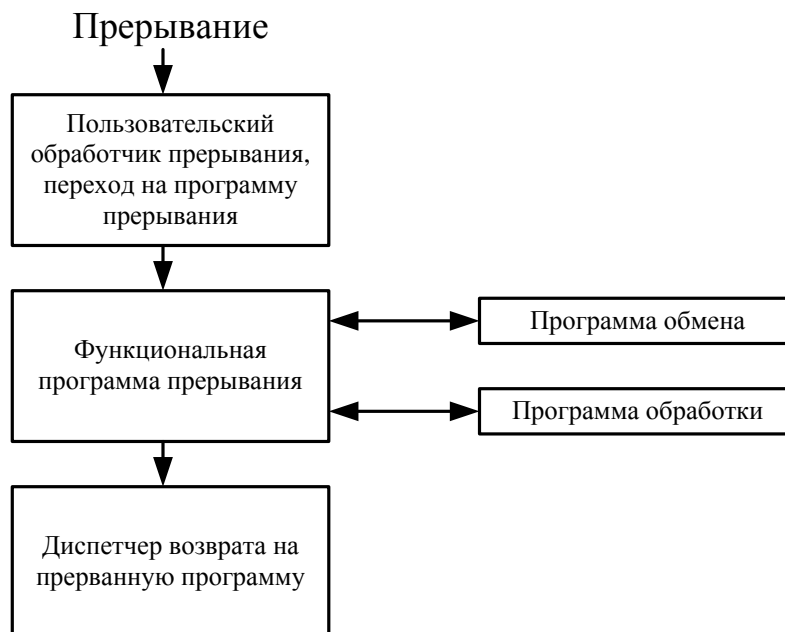 Прерывание
Пользовательский
обработчик прерывания,
переход на программу
прерывания
Функциональная
программа прерывания
Программа обмена
Программа обработки
Диспетчер возврата на
прерванную программу